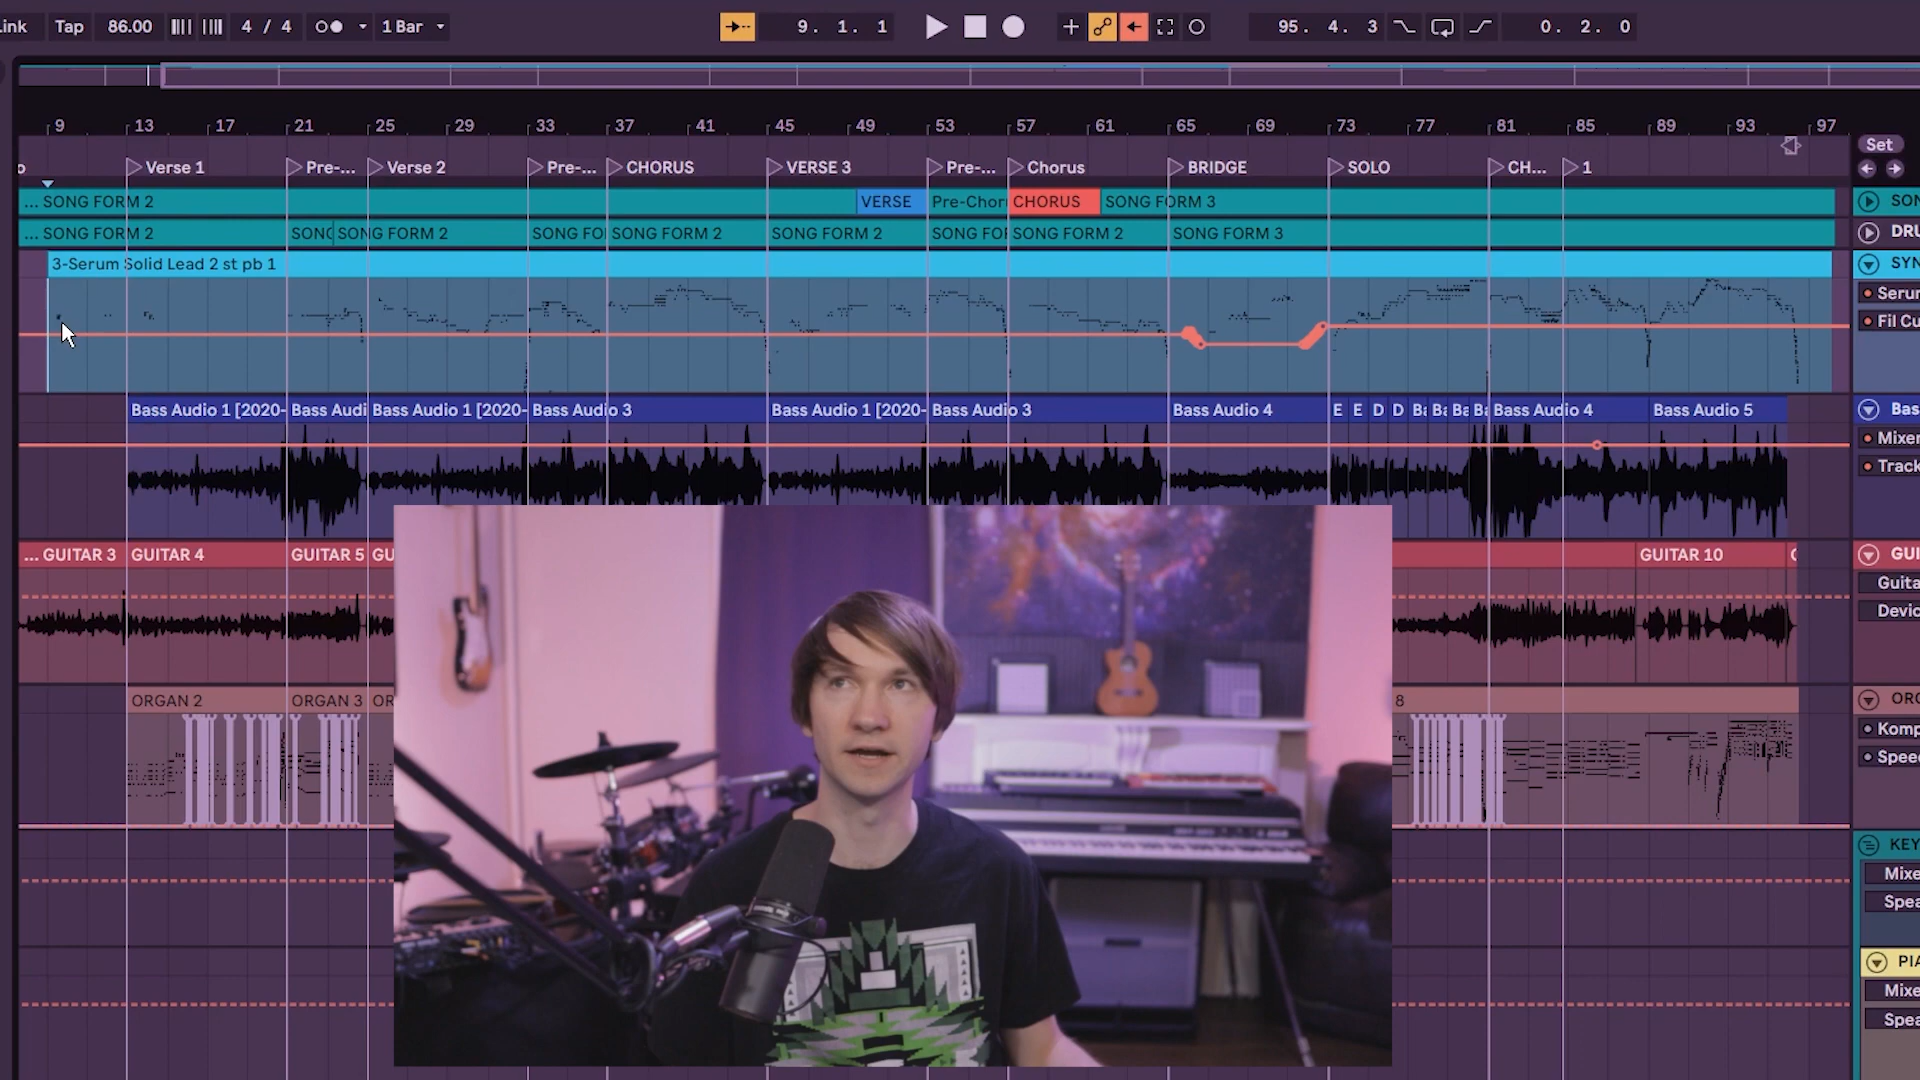 Link Tap 86.00 4 / 4 1 Bar 9. 1. 1 95. 4. 3 0. 2. 0
9 13 17 21 25 29 33 37 41 45 49 53 57 61 65 69 73 77 81 85 89 93 97
Set
Verse 1 Pre-... Verse 2 Pre-... CHORUS VERSE 3 Pre-... Chorus BRIDGE SOLO CH... 1
... SONG FORM 2 VERSE Pre-Chor CHORUS SONG FORM 3 SON
... SONG FORM 2 SONG SONG FORM 2 SONG FO SONG FORM 2 SONG FORM 2 SONG FO SONG FORM 2 SONG FORM 3 DRU
3-Serum Solid Lead 2 st pb 1 SYN
Serum
Fil Cu
Bass Audio 1 [2020- Bass Audi Bass Audio 1 [2020- Bass Audio 3 Bass Audio 1 [2020- Bass Audio 3 Bass Audio 4 E E D D Ba Ba Ba Ba Bass Audio 4 Bass Audio 5 Bas
Mixer
Track
... GUITAR 3 GUITAR 4 GUITAR 5 GU GUITAR 10 GUI
Guita
Devic
ORGAN 2 ORGAN 3 OR 8 ORG
Komp
Spee
KEY
Mixe
Spea
PIA
Mixe
Spea